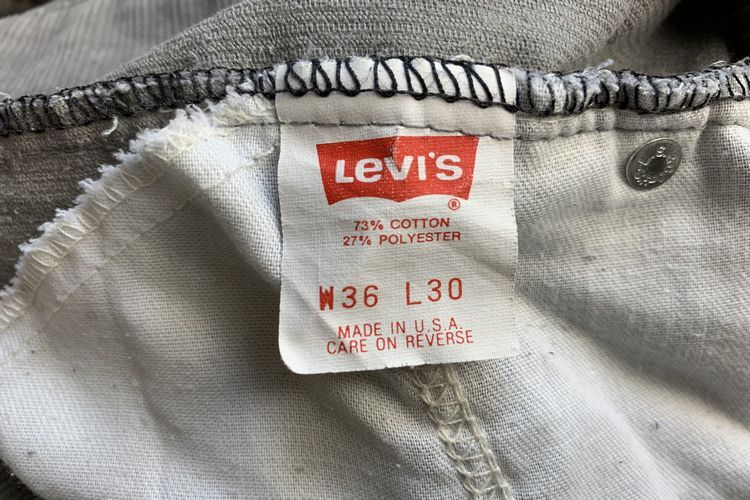 LEVI'S
®
73% COTTON
27% POLYESTER
W36 L30
MADE IN U.S.A.
CARE ON REVERSE